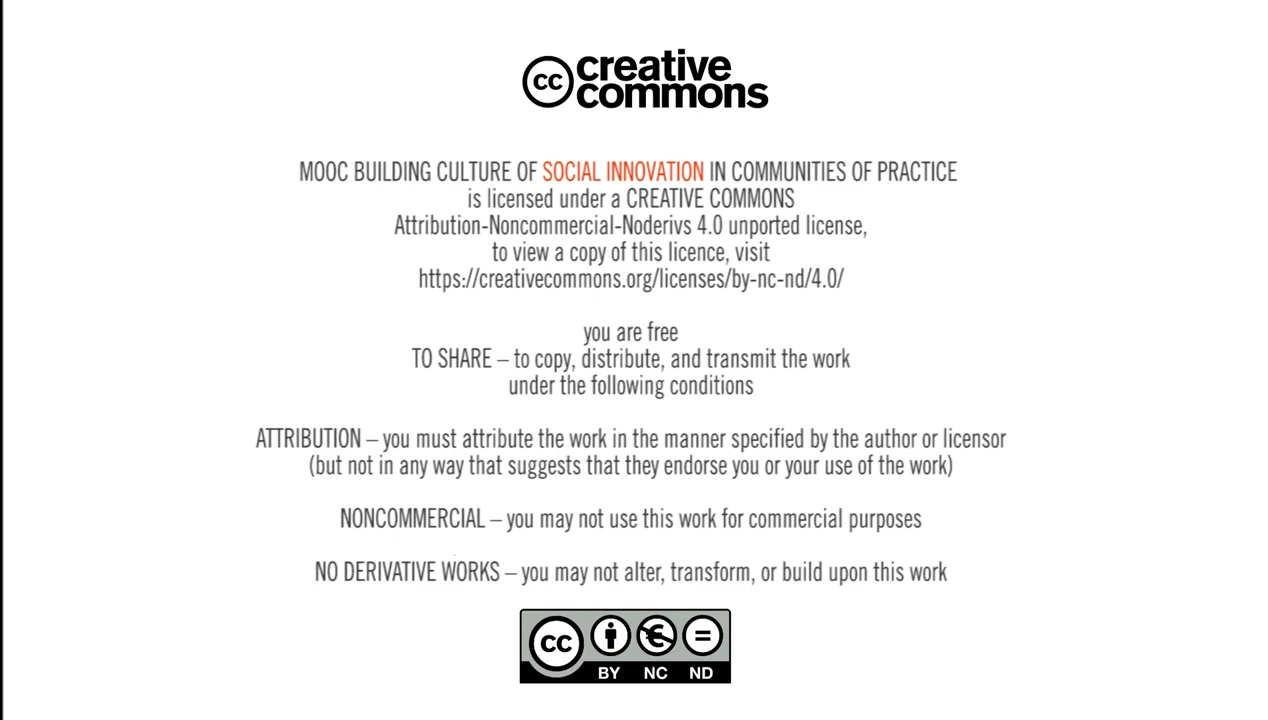 cc creative
commons
MOOC BUILDING CULTURE OF SOCIAL INNOVATION IN COMMUNITIES OF PRACTICE
is licensed under a CREATIVE COMMONS
Attribution-Noncommercial-Noderivs 4.0 unported license,
to view a copy of this licence, visit
https://creativecommons.org/licenses/by-nc-nd/4.0/
you are free
TO SHARE – to copy, distribute, and transmit the work
under the following conditions
ATTRIBUTION – you must attribute the work in the manner specified by the author or licensor
(but not in any way that suggests that they endorse you or your use of the work)
NONCOMMERCIAL – you may not use this work for commercial purposes
NO DERIVATIVE WORKS – you may not alter, transform, or build upon this work
cc € =
BY NC ND